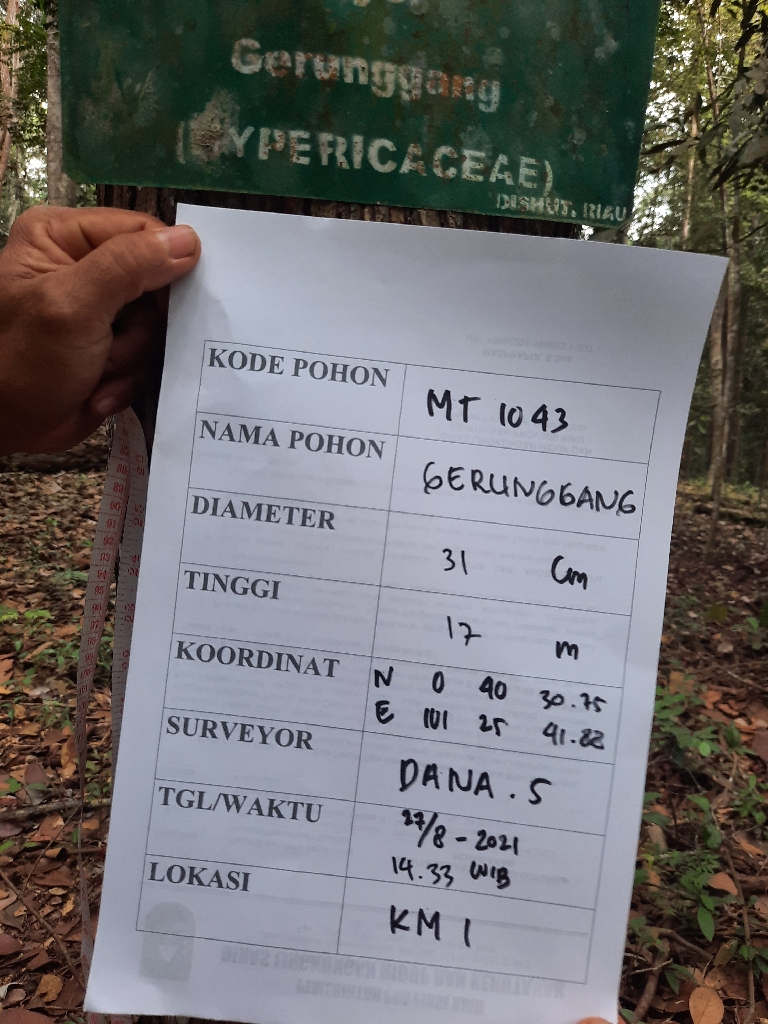 Gerunggang
(HYPERICACEAE)
DISHUT. RIAU
KODE POHON MT 1043
NAMA POHON GERUNGGANG
DIAMETER 31 Cm
TINGGI 17 m
KOORDINAT N 0 40 30.75
E 101 25 41.88
SURVEYOR DANA . S
TGL/WAKTU 27/8 - 2021
14.33 WIB
LOKASI KM 1